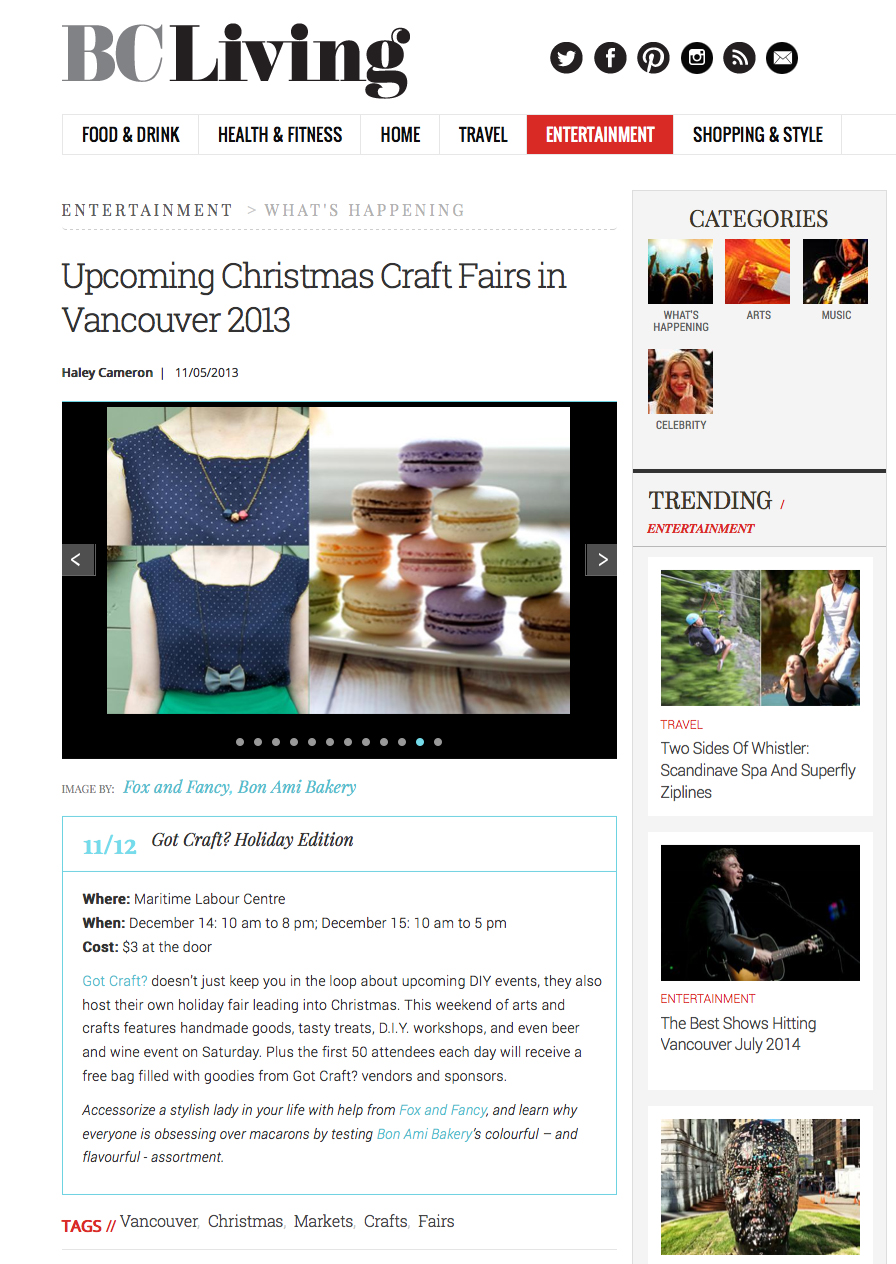 BCLiving
FOOD & DRINK
HEALTH & FITNESS
HOME
TRAVEL
ENTERTAINMENT
SHOPPING & STYLE
ENTERTAINMENT > WHAT'S HAPPENING
Upcoming Christmas Craft Fairs in
Vancouver 2013
Haley Cameron | 11/05/2013
<
>
IMAGE BY: Fox and Fancy, Bon Ami Bakery
11/12 Got Craft? Holiday Edition
Where: Maritime Labour Centre
When: December 14: 10 am to 8 pm; December 15: 10 am to 5 pm
Cost: $3 at the door
Got Craft? doesn't just keep you in the loop about upcoming DIY events, they also
host their own holiday fair leading into Christmas. This weekend of arts and
crafts features handmade goods, tasty treats, D.I.Y. workshops, and even beer
and wine event on Saturday. Plus the first 50 attendees each day will receive a
free bag filled with goodies from Got Craft? vendors and sponsors.
Accessorize a stylish lady in your life with help from Fox and Fancy, and learn why
everyone is obsessing over macarons by testing Bon Ami Bakery's colourful – and
flavourful - assortment.
TAGS // Vancouver, Christmas, Markets, Crafts, Fairs
CATEGORIES
WHAT'S
HAPPENING
ARTS
MUSIC
CELEBRITY
TRENDING /
ENTERTAINMENT
TRAVEL
Two Sides Of Whistler:
Scandinave Spa And Superfly
Ziplines
ENTERTAINMENT
The Best Shows Hitting
Vancouver July 2014